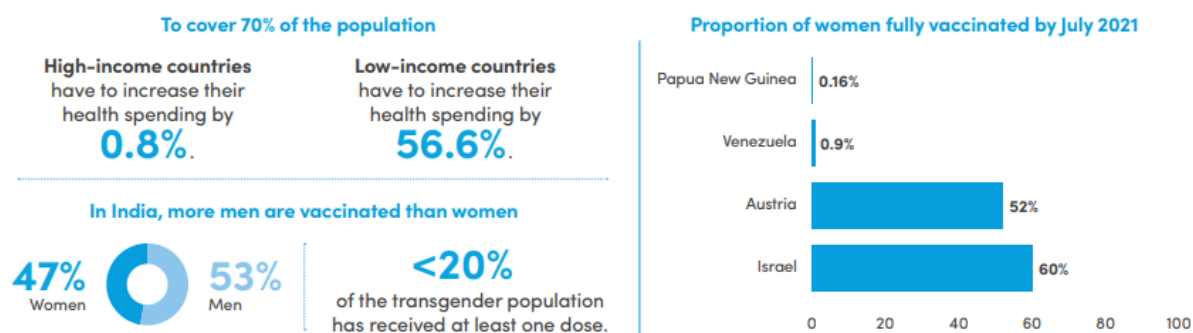 To cover 70% of the population
High-income countries
have to increase their
health spending by
0.8%.
Low-income countries
have to increase their
health spending by
56.6%.
In India, more men are vaccinated than women
47%
Women
53%
Men
<20%
of the transgender population
has received at least one dose.
Proportion of women fully vaccinated by July 2021
Papua New Guinea 0.16%
Venezuela 0.9%
Austria 52%
Israel 60%
0 20 40 60 80 100